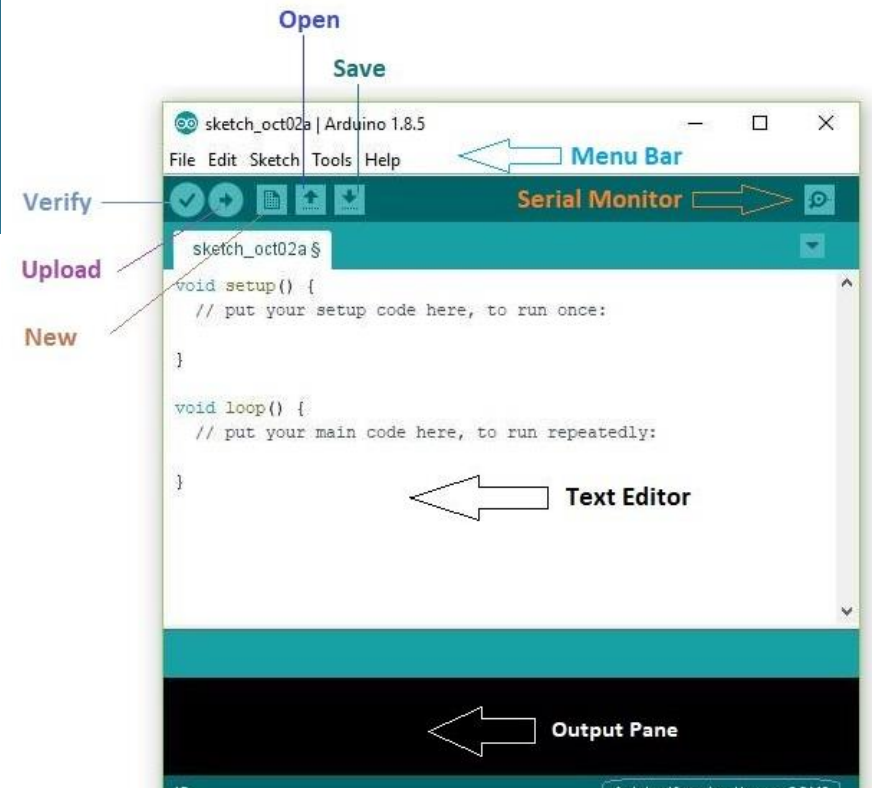 Open
Save
sketch_oct02a | Arduino 1.8.5
File Edit Sketch Tools Help
Menu Bar
Verify
Serial Monitor
sketch_oct02a §
Upload
void setup() {
// put your setup code here, to run once:
New
}
void loop() {
// put your main code here, to run repeatedly:
}
Text Editor
Output Pane